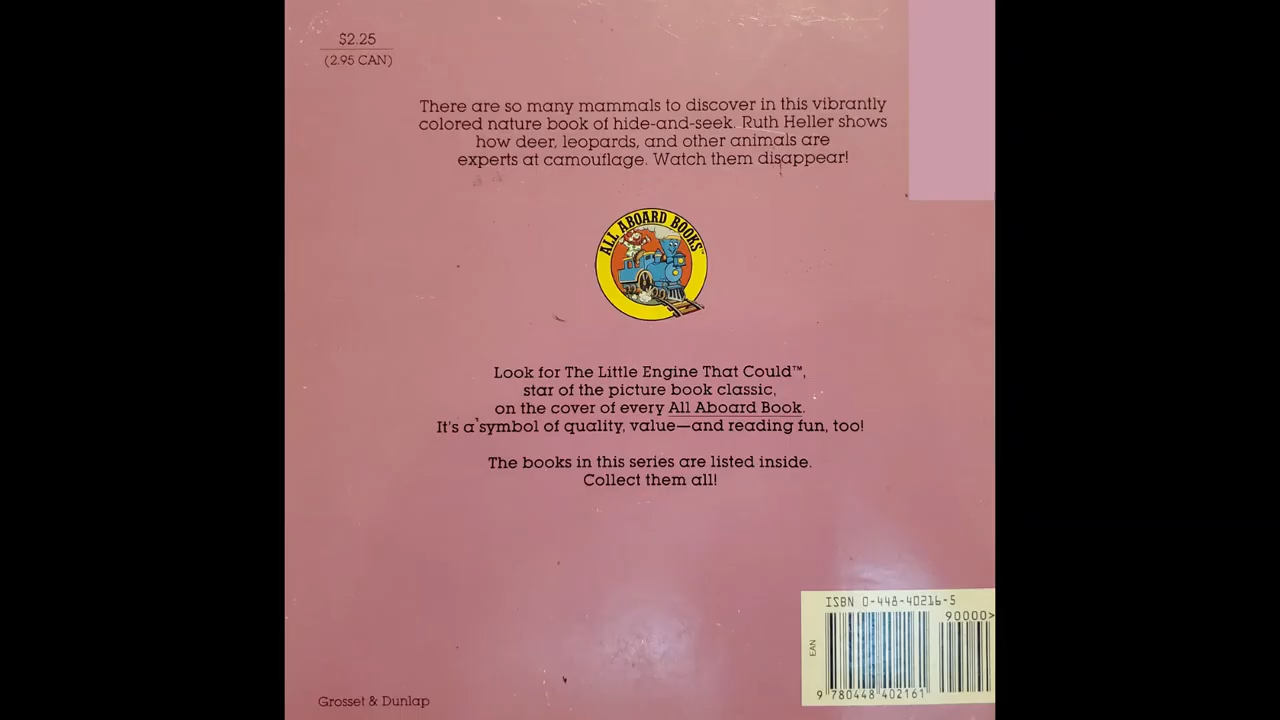 $2.25
(2.95 CAN)
There are so many mammals to discover in this vibrantly
colored nature book of hide-and-seek. Ruth Heller shows
how deer, leopards, and other animals are
experts at camouflage. Watch them disappear!
ALL ABOARD BOOKS™
Look for The Little Engine That Could™,
star of the picture book classic,
on the cover of every All Aboard Book.
It's a symbol of quality, value—and reading fun, too!
The books in this series are listed inside.
Collect them all!
ISBN 0-448-40216-5
90000>
EAN
9 780448 402161
Grosset & Dunlap